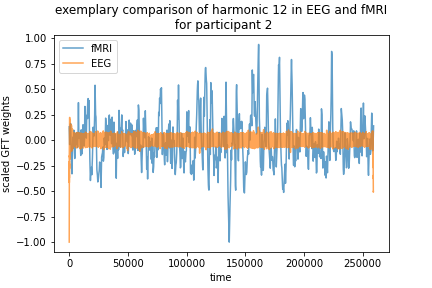 exemplary comparison of harmonic 12 in EEG and fMRI
for participant 2
fMRI
EEG
scaled GFT weights
1.00
0.75
0.50
0.25
0.00
−0.25
−0.50
−0.75
−1.00
0
50000
100000
150000
200000
250000
time